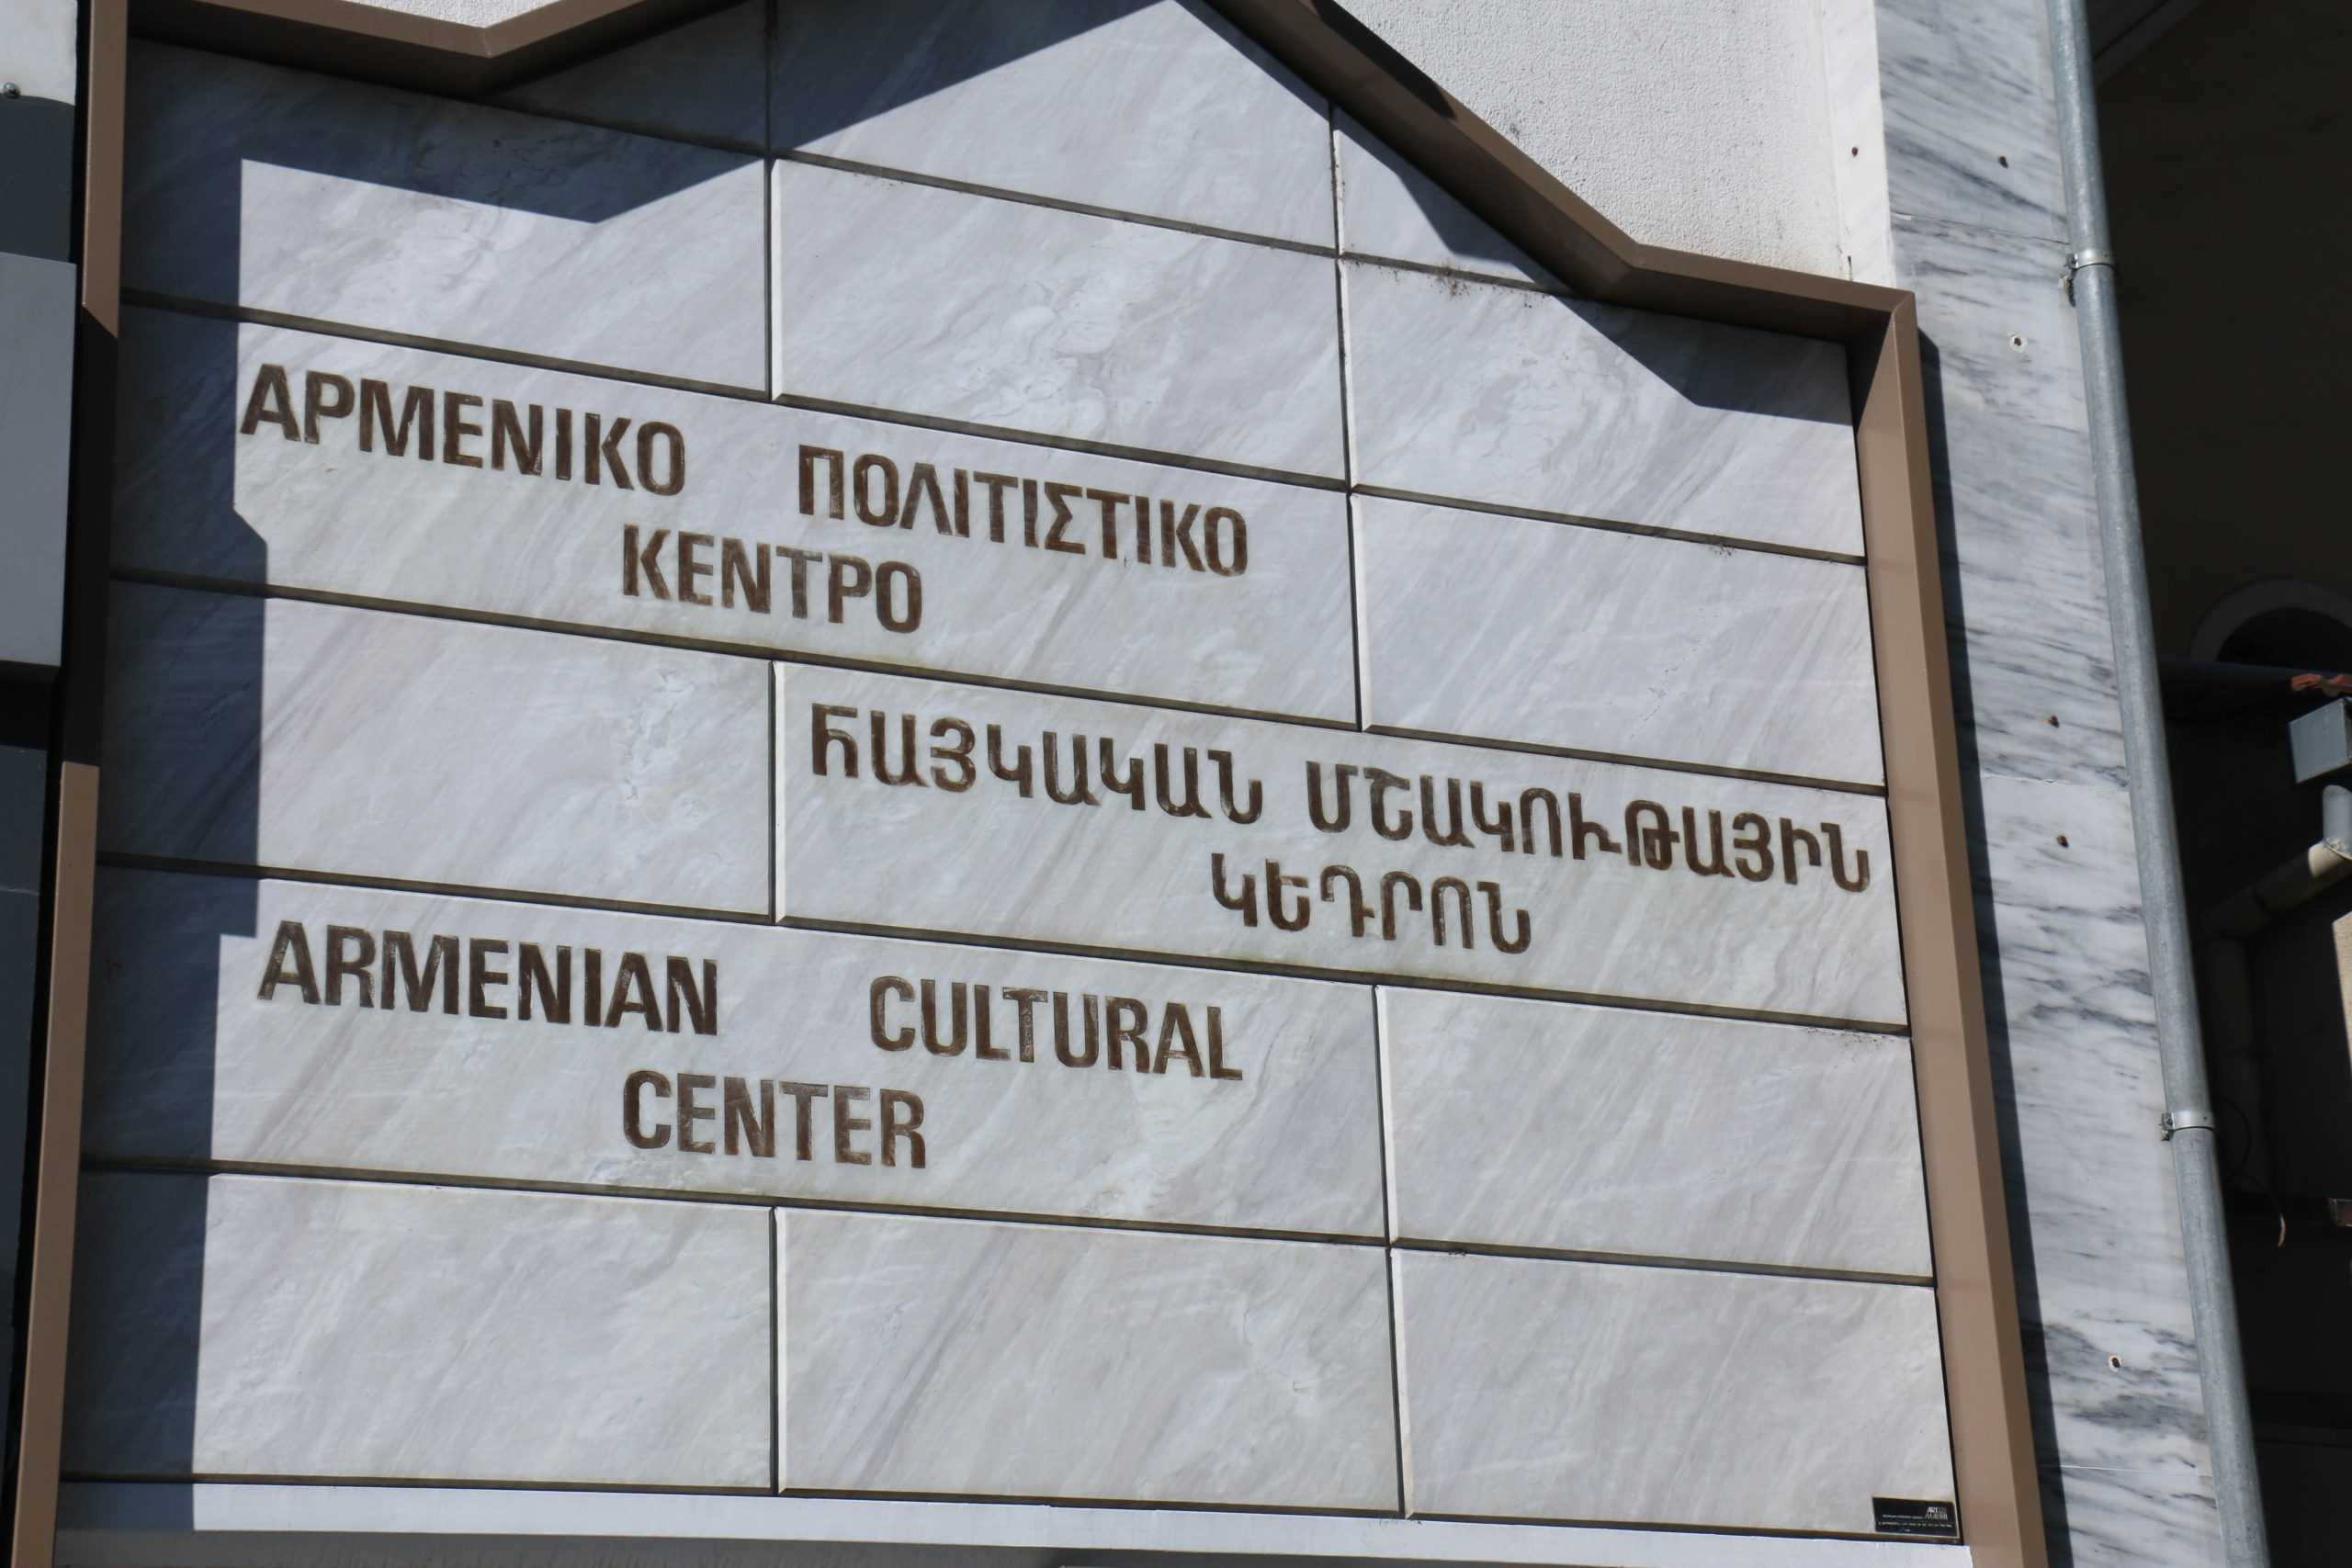 ΑΡΜΕΝΙΚΟ ΠΟΛΙΤΙΣΤΙΚΟ
ΚΕΝΤΡΟ
ՀԱՅԿԱԿԱՆ ՄՇԱԿՈՒԹԱՅԻՆ
ԿԵԴՐՈՆ
ARMENIAN CULTURAL
CENTER